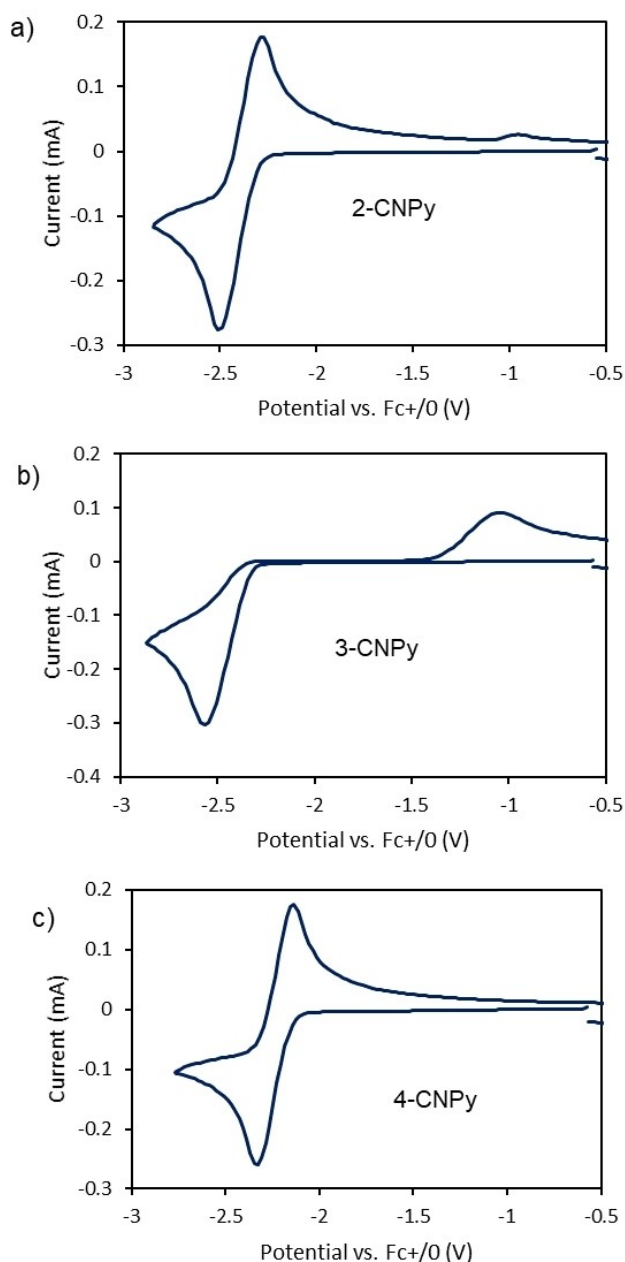 a)
0.2
0.1
0
-0.1
-0.2
-0.3
Current (mA)
2-CNPy
-3 -2.5 -2 -1.5 -1 -0.5
Potential vs. Fc+/0 (V)
b)
0.2
0.1
0
-0.1
-0.2
-0.3
-0.4
Current (mA)
3-CNPy
-3 -2.5 -2 -1.5 -1 -0.5
Potential vs. Fc+/0 (V)
c)
0.2
0.1
0
-0.1
-0.2
-0.3
Current (mA)
4-CNPy
-3 -2.5 -2 -1.5 -1 -0.5
Potential vs. Fc+/0 (V)